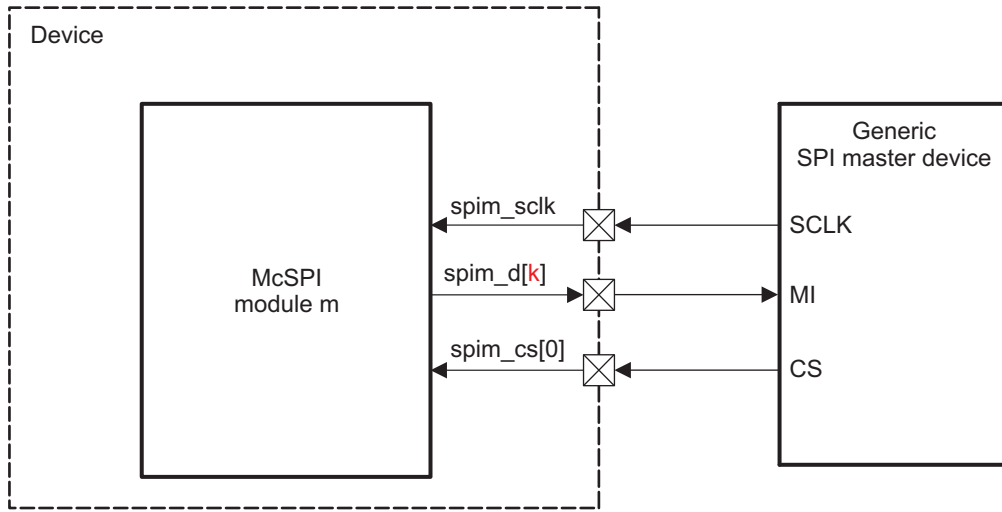 Device
Generic
SPI master device
spim_sclk
SCLK
McSPI
module m
spim_d[k]
MI
spim_cs[0]
CS